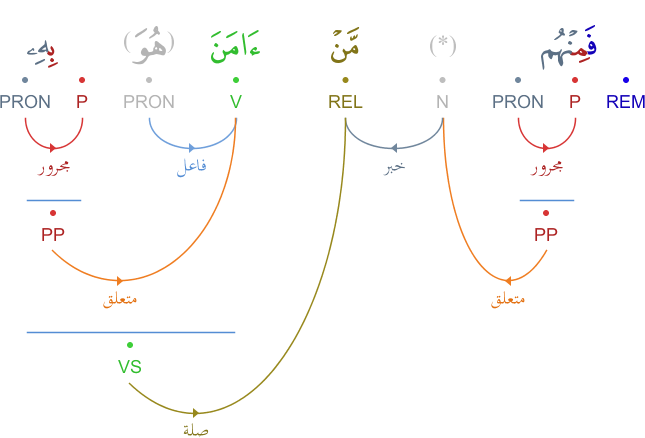 فَمِنْهُم (*) مَّنْ ءَامَنَ (هُوَ) بِهِۦ
REM P PRON N REL V PRON P PRON
مجرور خبر فاعل مجرور
PP PP
متعلق متعلق
VS
صلة